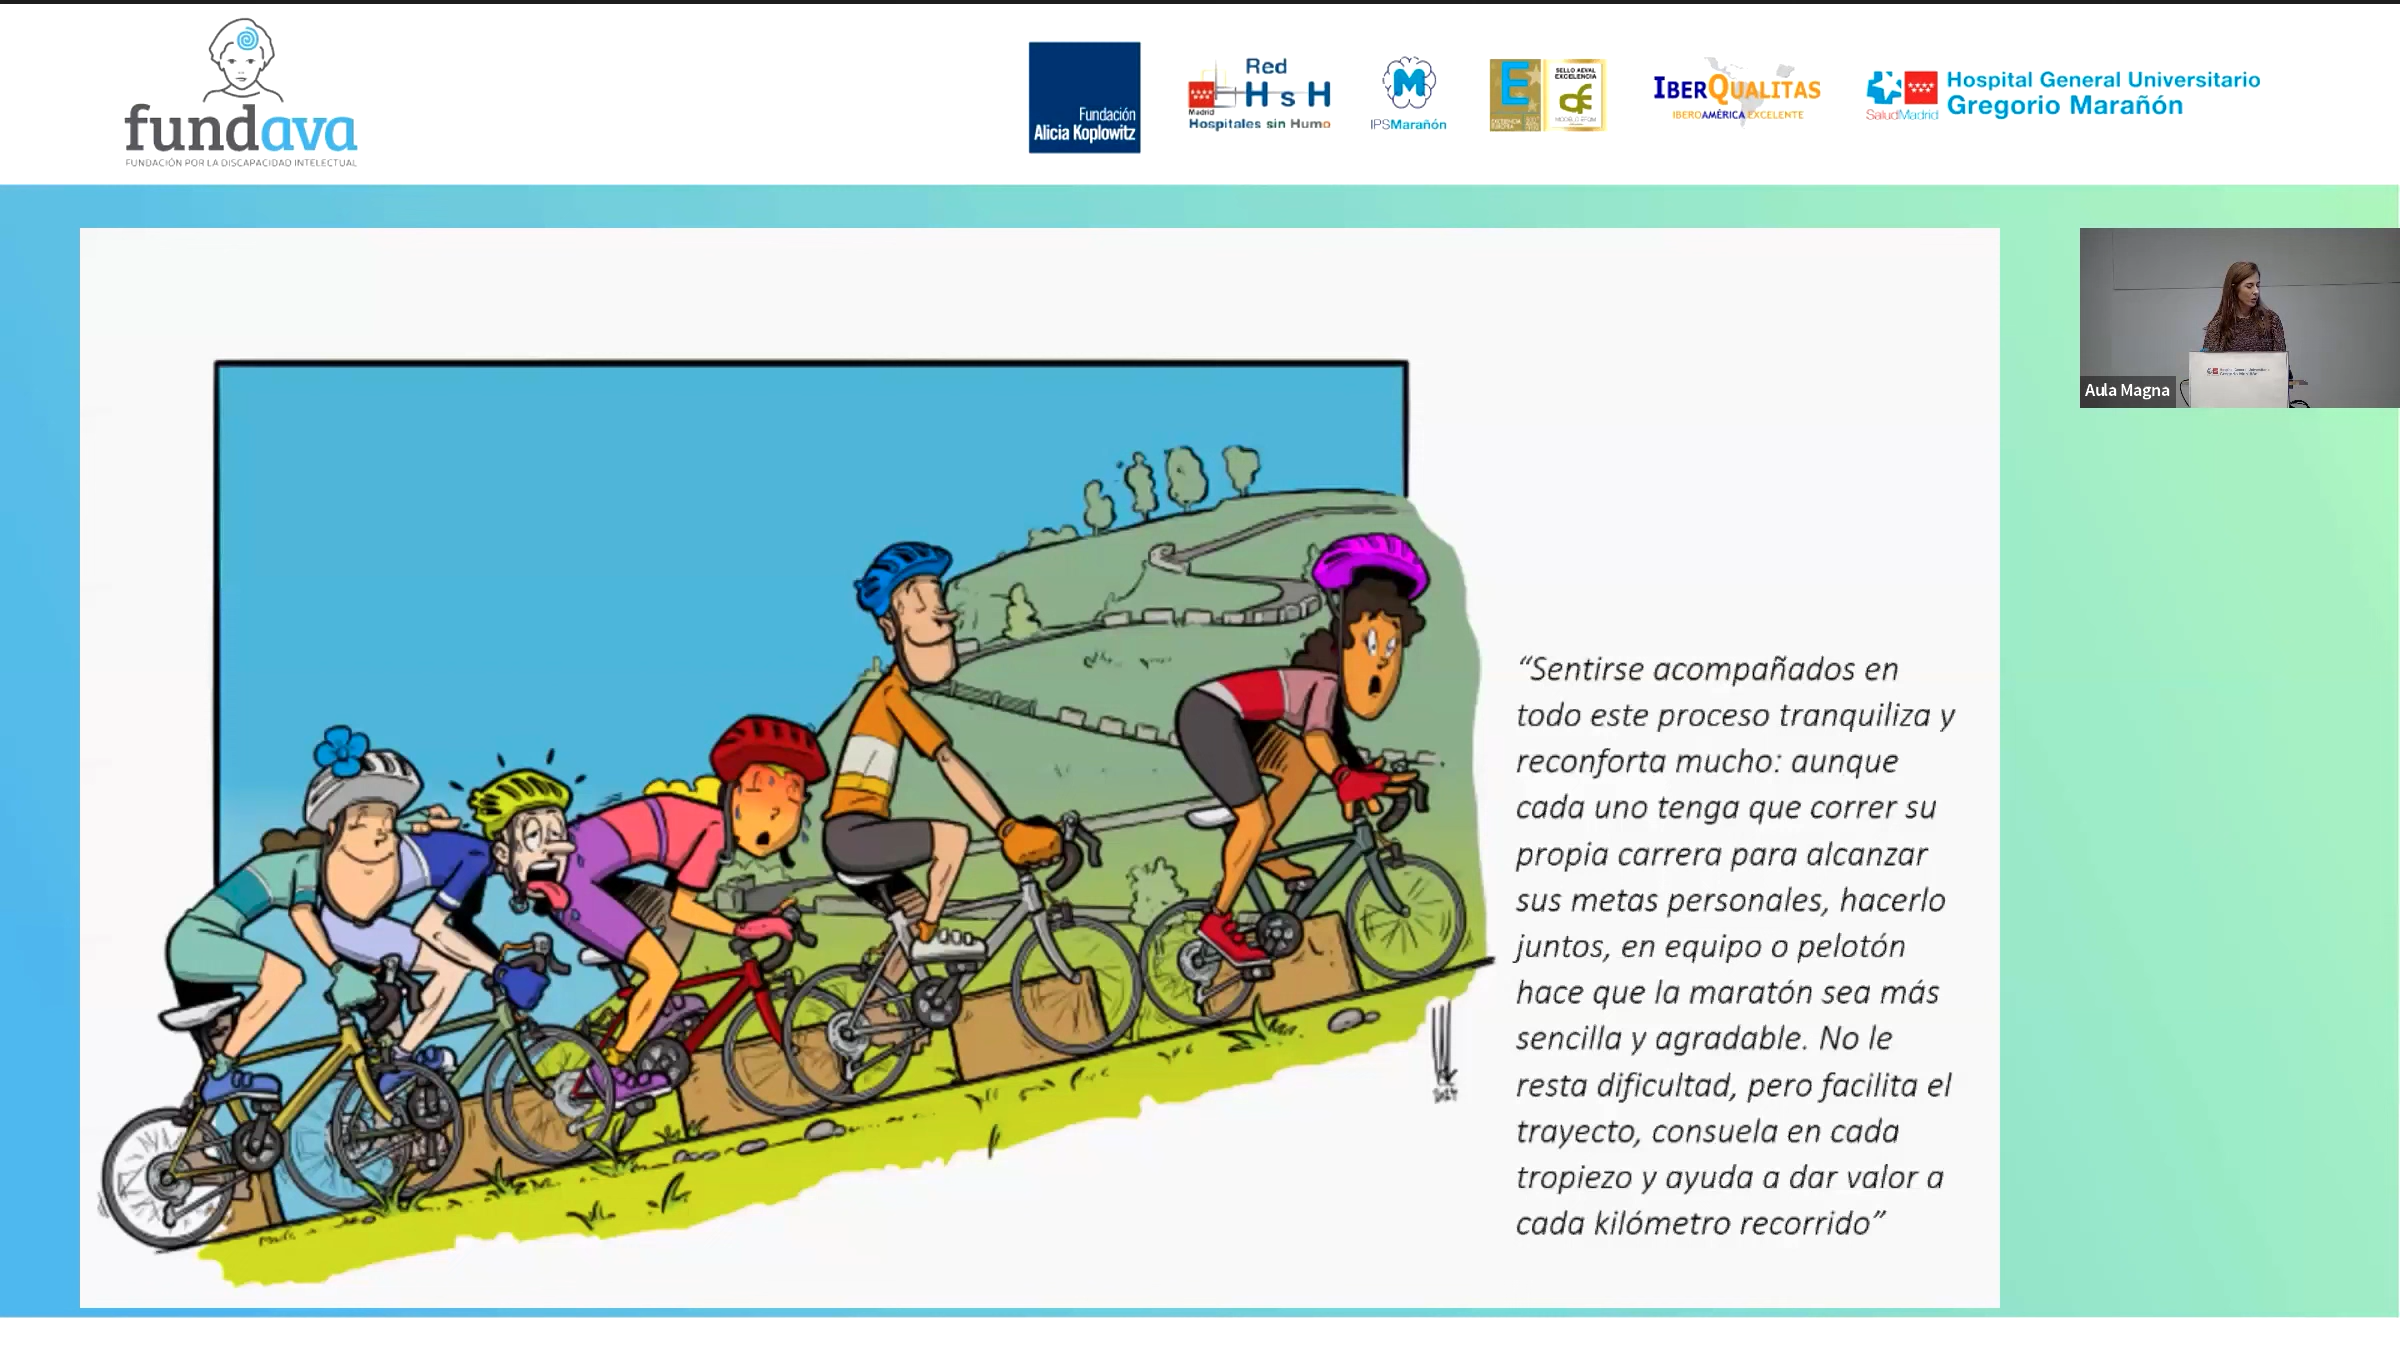 fundava
FUNDACIÓN POR LA DISCAPACIDAD INTELECTUAL
Fundación
Alicia Koplowitz
Red
HsH
Madrid
Hospitales sin Humo
M
IPSMarañón
E
SELLO AEVAL
EXCELENCIA
IBERQUALITAS
IBEROAMÉRICA EXCELENTE
SaludMadrid
Hospital General Universitario
Gregorio Marañón
Aula Magna
“Sentirse acompañados en
todo este proceso tranquiliza y
reconforta mucho: aunque
cada uno tenga que correr su
propia carrera para alcanzar
sus metas personales, hacerlo
juntos, en equipo o pelotón
hace que la maratón sea más
sencilla y agradable. No le
resta dificultad, pero facilita el
trayecto, consuela en cada
tropiezo y ayuda a dar valor a
cada kilómetro recorrido”